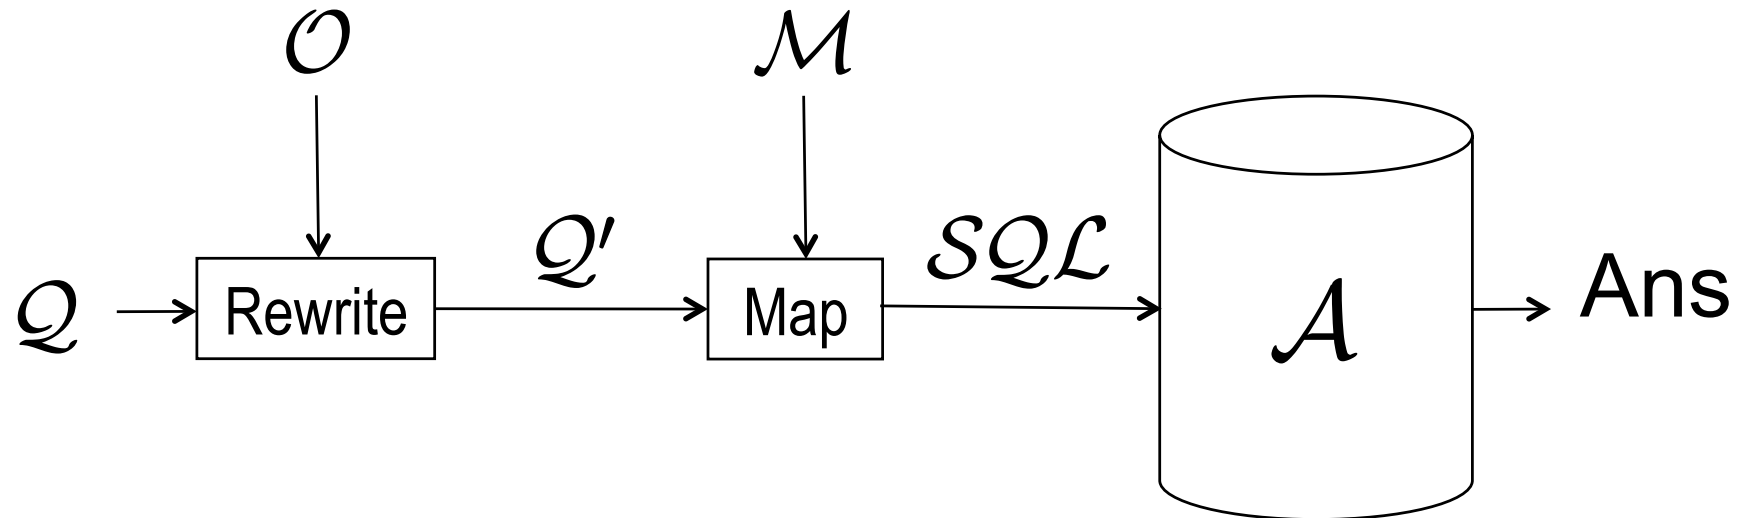 𝒪
ℳ
𝒬
Rewrite
𝒬′
Map
𝒮𝒬ℒ
𝒜
Ans